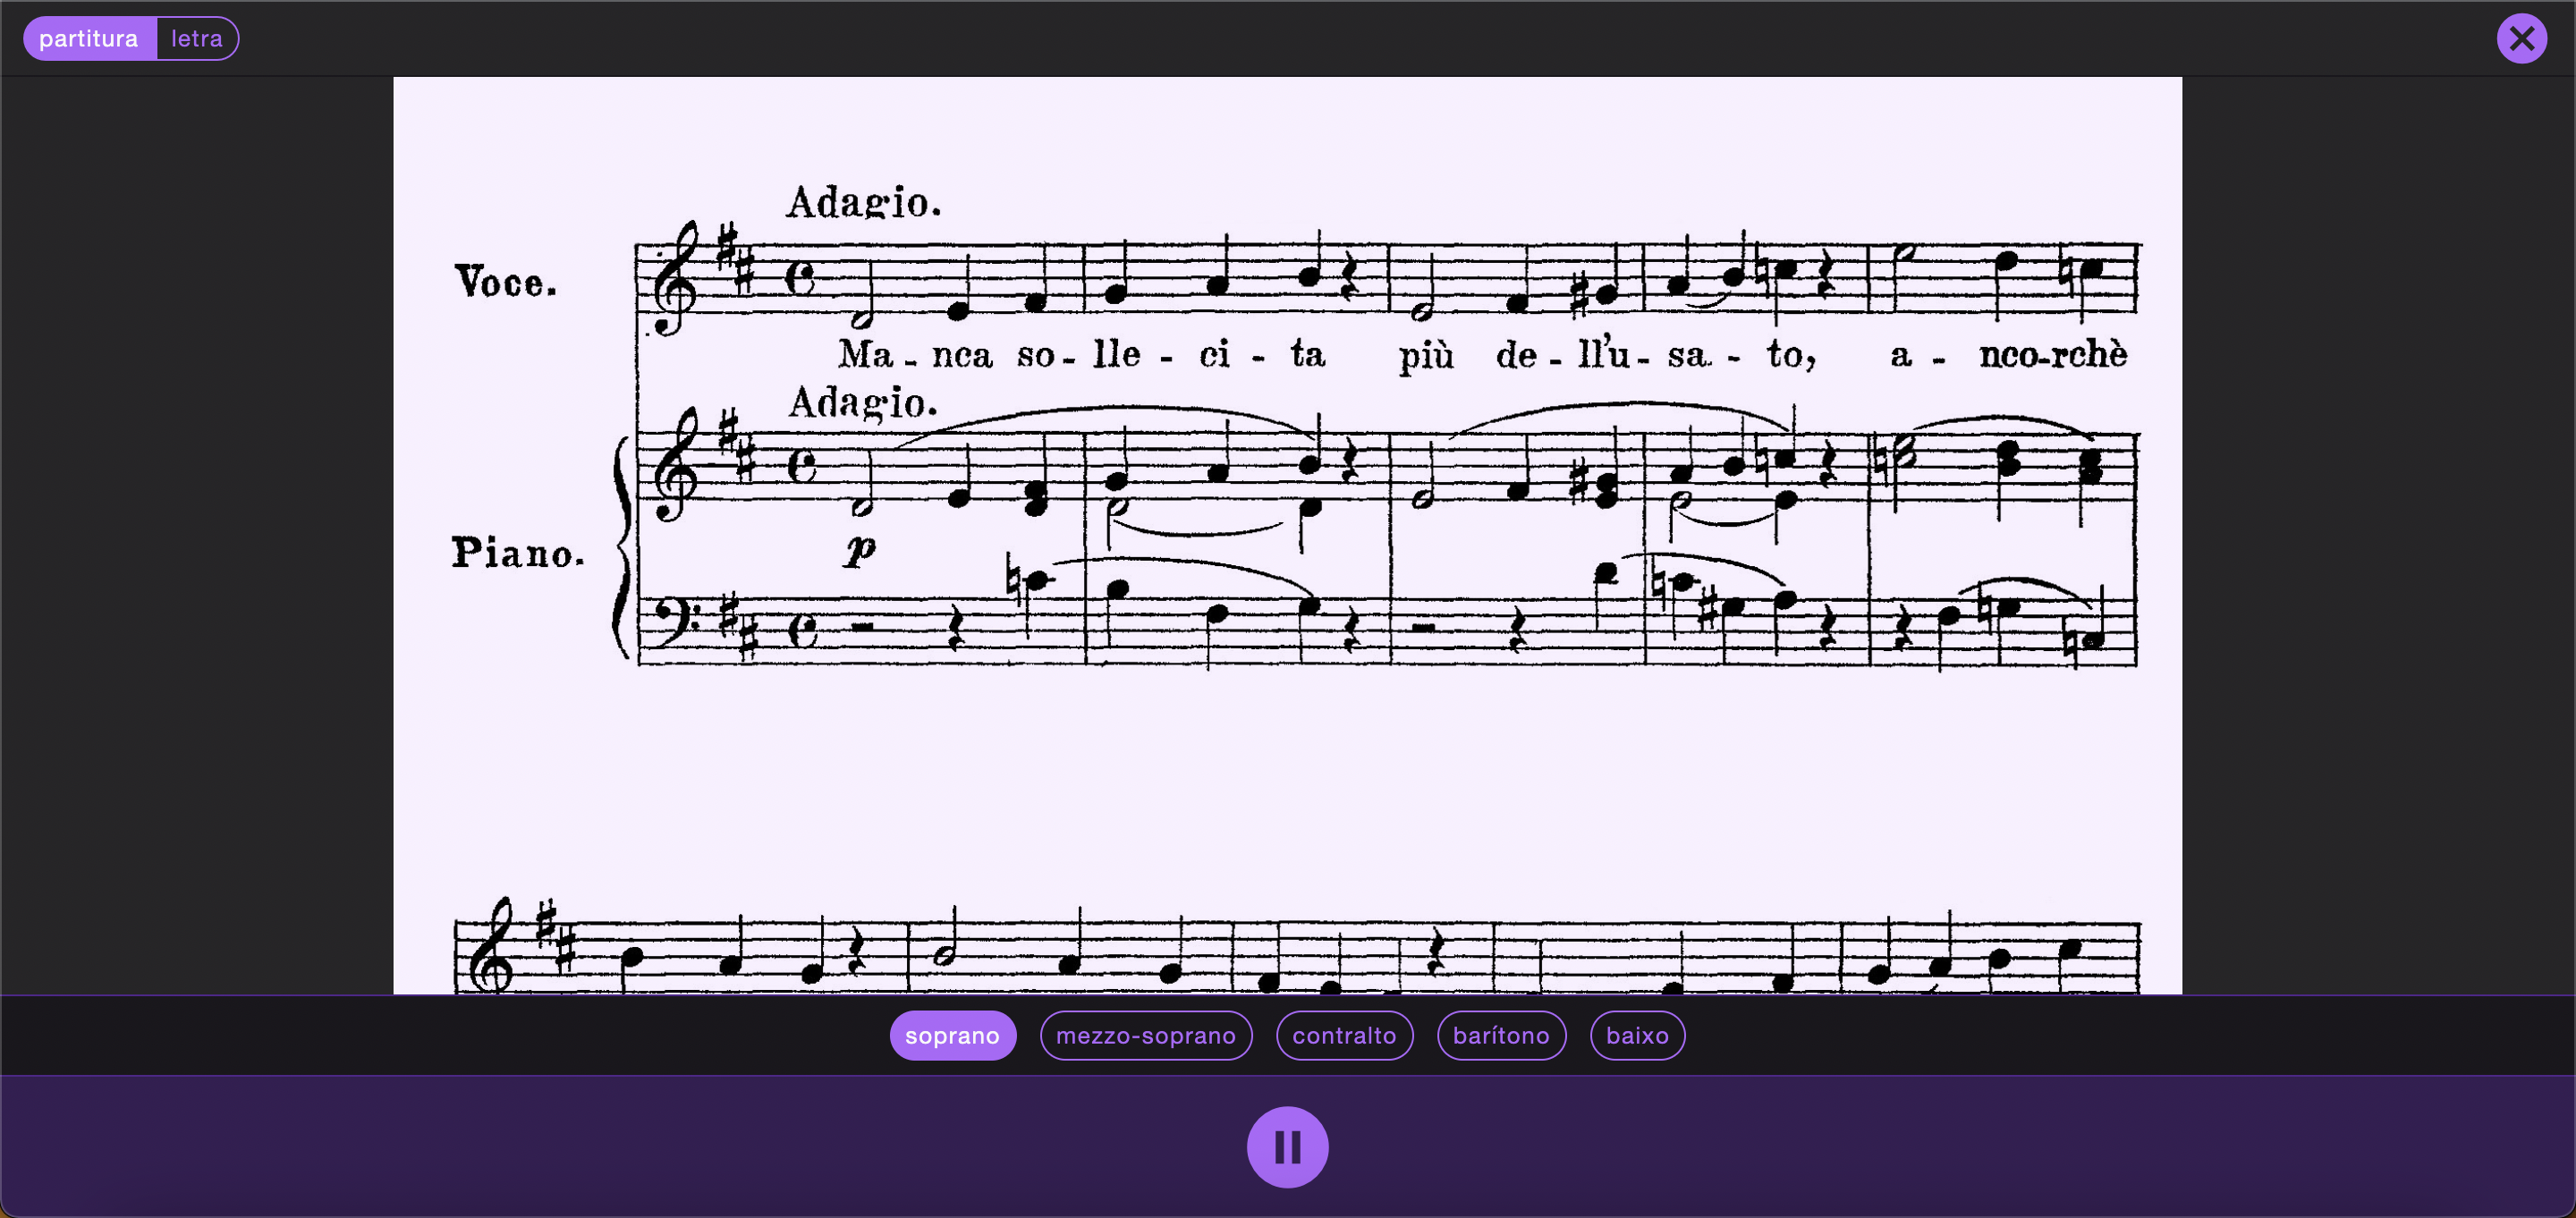 partitura letra
Adagio.
Voce.
Ma - nca so - lle - ci - ta più de - ll'u - sa - to, a - nco-rchè
Adagio.
p
Piano.
soprano mezzo-soprano contralto barítono baixo